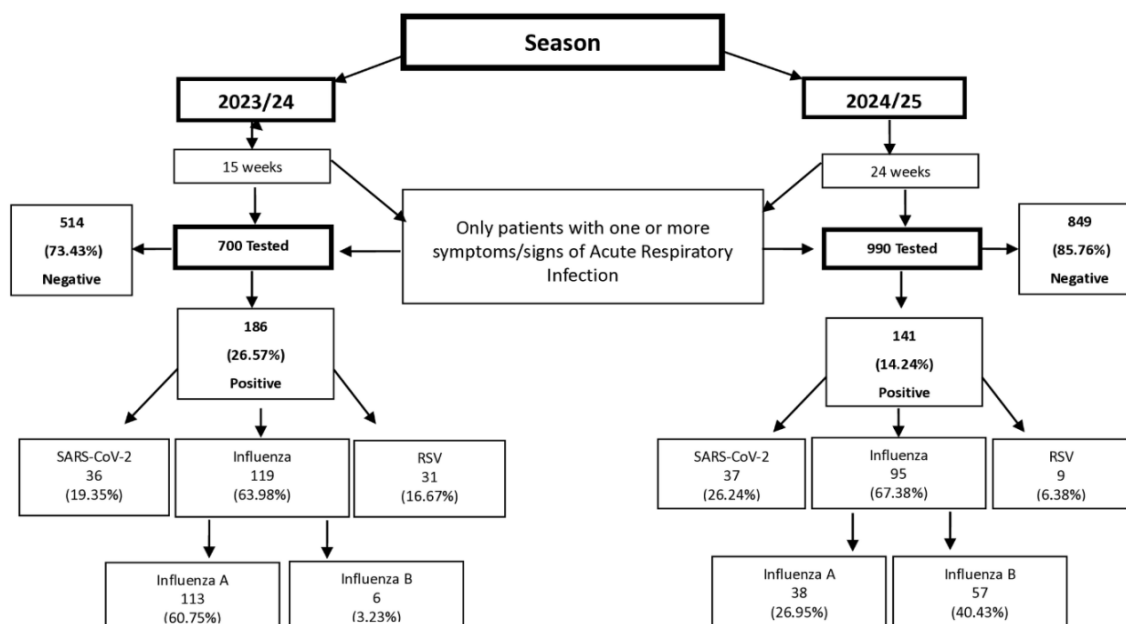 Season
2023/24
2024/25
15 weeks
24 weeks
514
(73.43%)
Negative
700 Tested
Only patients with one or more
symptoms/signs of Acute Respiratory
Infection
990 Tested
849
(85.76%)
Negative
186
(26.57%)
Positive
141
(14.24%)
Positive
SARS-CoV-2
36
(19.35%)
Influenza
119
(63.98%)
RSV
31
(16.67%)
SARS-CoV-2
37
(26.24%)
Influenza
95
(67.38%)
RSV
9
(6.38%)
Influenza A
113
(60.75%)
Influenza B
6
(3.23%)
Influenza A
38
(26.95%)
Influenza B
57
(40.43%)